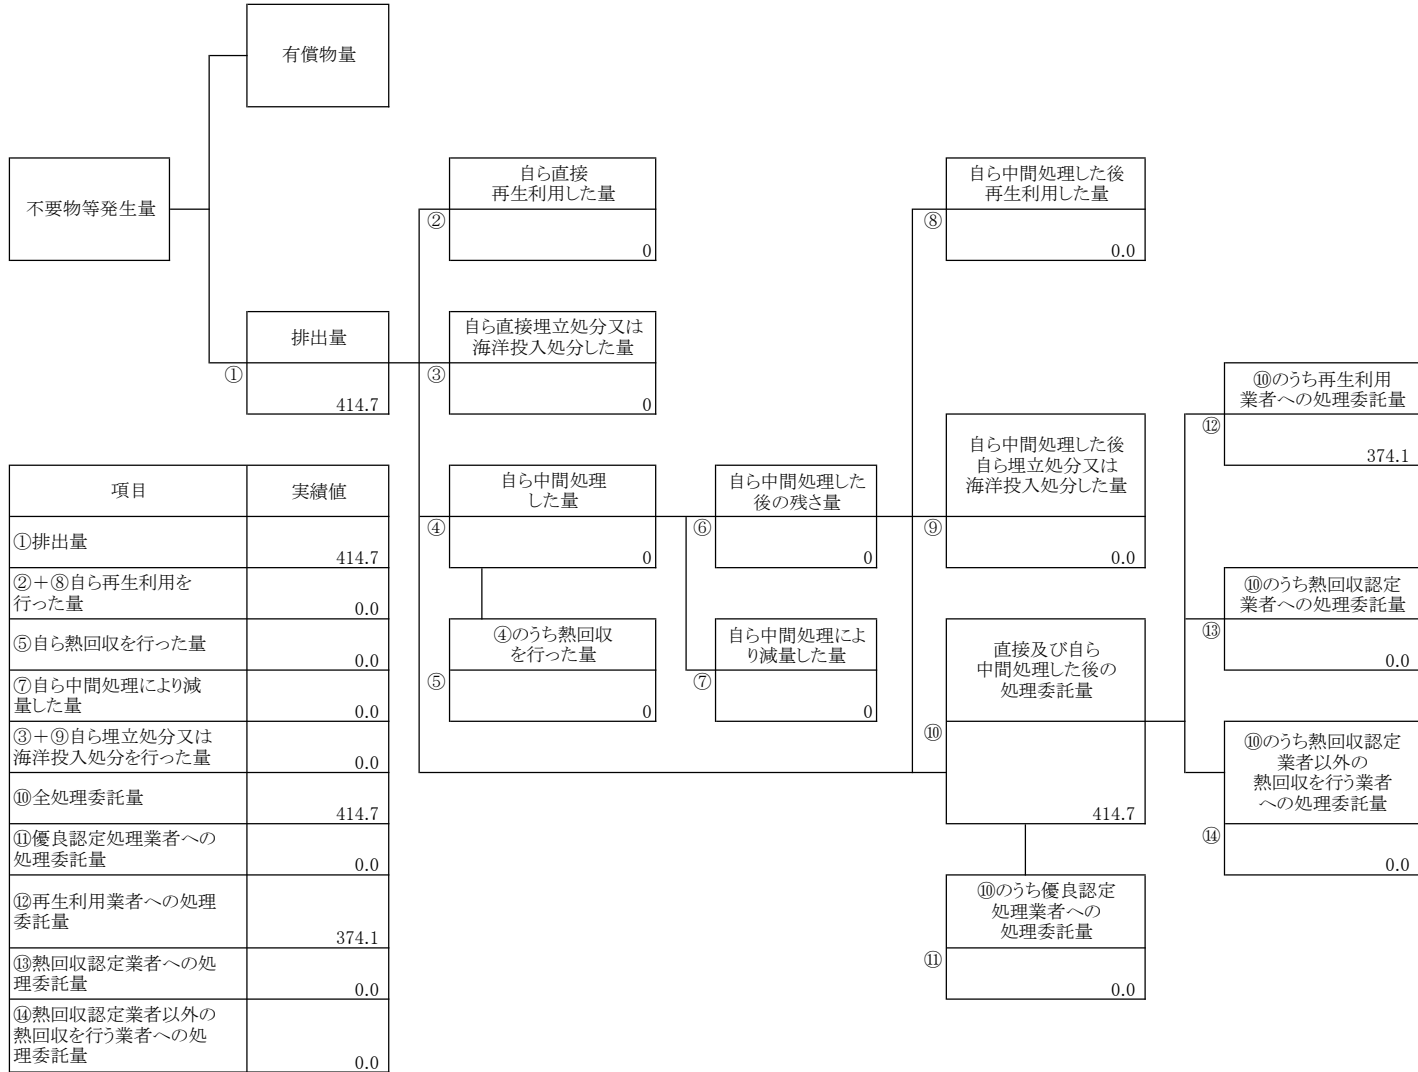 有償物量
不要物等発生量
自ら直接
再生利用した量
②
0
自ら中間処理した後
再生利用した量
⑧
0.0
排出量
①
414.7
自ら直接埋立処分又は
海洋投入処分した量
③
0
⑩のうち再生利用
業者への処理委託量
⑫
374.1
自ら中間処理
した量
④
0
自ら中間処理した
後の残さ量
⑥
0
自ら中間処理した後
自ら埋立処分又は
海洋投入処分した量
⑨
0.0
⑩のうち熱回収認定
業者への処理委託量
⑬
0.0
④のうち熱回収
を行った量
⑤
0
自ら中間処理によ
り減量した量
⑦
0
直接及び自ら
中間処理した後の
処理委託量
⑩
414.7
⑩のうち熱回収認定
業者以外の
熱回収を行う業者
への処理委託量
⑭
0.0
⑩のうち優良認定
処理業者への
処理委託量
⑪
0.0
項目 実績値
①排出量
414.7
②+⑧自ら再生利用を
行った量 0.0
⑤自ら熱回収を行った量
0.0
⑦自ら中間処理により減
量した量 0.0
③+⑨自ら埋立処分又は
海洋投入処分を行った量 0.0
⑩全処理委託量
414.7
⑪優良認定処理業者への
処理委託量 0.0
⑫再生利用業者への処理
委託量
374.1
⑬熱回収認定業者への処
理委託量 0.0
⑭熱回収認定業者以外の
熱回収を行う業者への処
理委託量 0.0